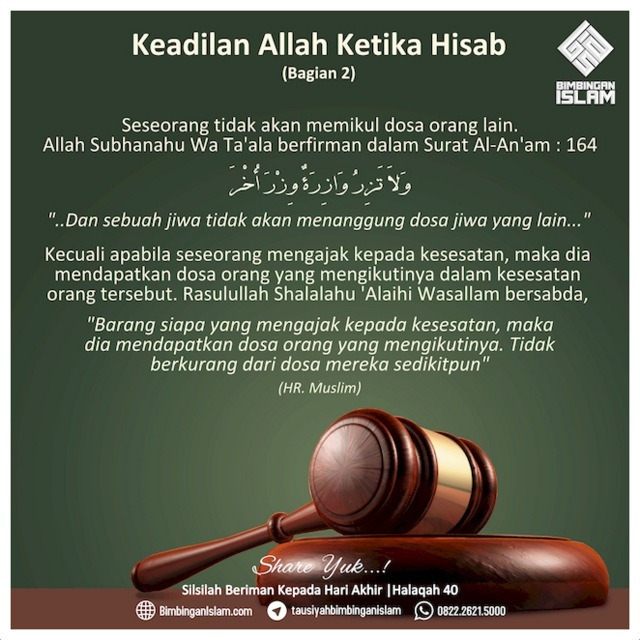 Keadilan Allah Ketika Hisab
(Bagian 2)
BIMBINGAN
ISLAM
Seseorang tidak akan memikul dosa orang lain.
Allah Subhanahu Wa Ta'ala berfirman dalam Surat Al-An'am : 164
وَلاَ تَزِرُ وَازِرَةٌ وِزْرَ أُخْرَ
"..Dan sebuah jiwa tidak akan menanggung dosa jiwa yang lain..."
Kecuali apabila seseorang mengajak kepada kesesatan, maka dia
mendapatkan dosa orang yang mengikutinya dalam kesesatan
orang tersebut. Rasulullah Shalalahu 'Alaihi Wasallam bersabda,
"Barang siapa yang mengajak kepada kesesatan, maka
dia mendapatkan dosa orang yang mengikutinya. Tidak
berkurang dari dosa mereka sedikitpun"
(HR. Muslim)
Share Yuk...!
Silsilah Beriman Kepada Hari Akhir |Halaqah 40
BimbinganIslam.com
tausiyahbimbinganislam
0822.2621.5000